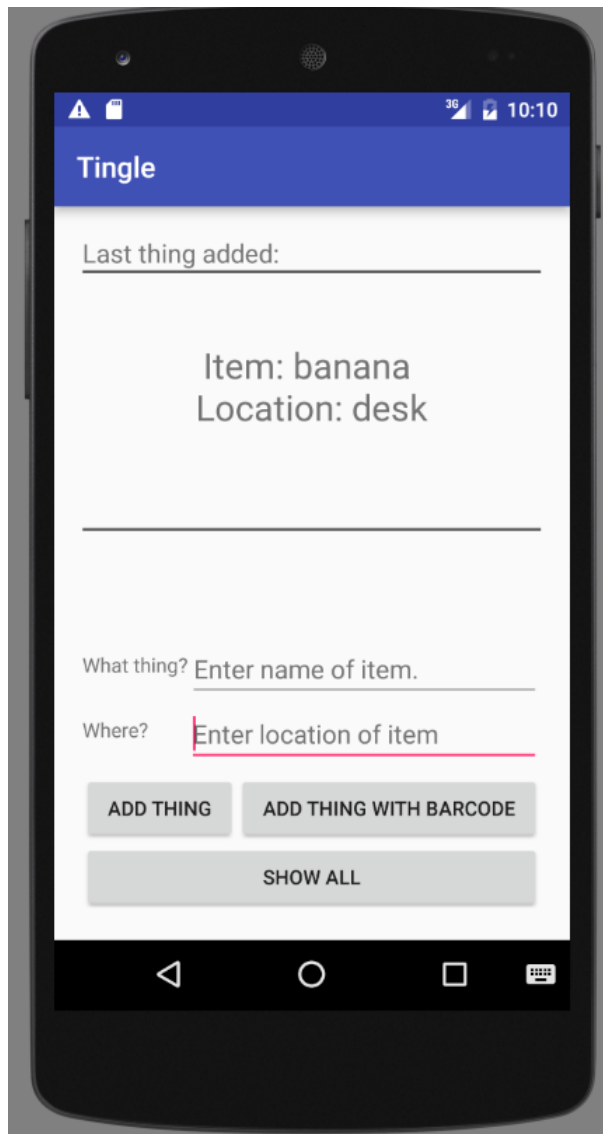 3G 10:10
Tingle
Last thing added:
Item: banana
Location: desk
What thing? Enter name of item.
Where? Enter location of item
ADD THING ADD THING WITH BARCODE
SHOW ALL